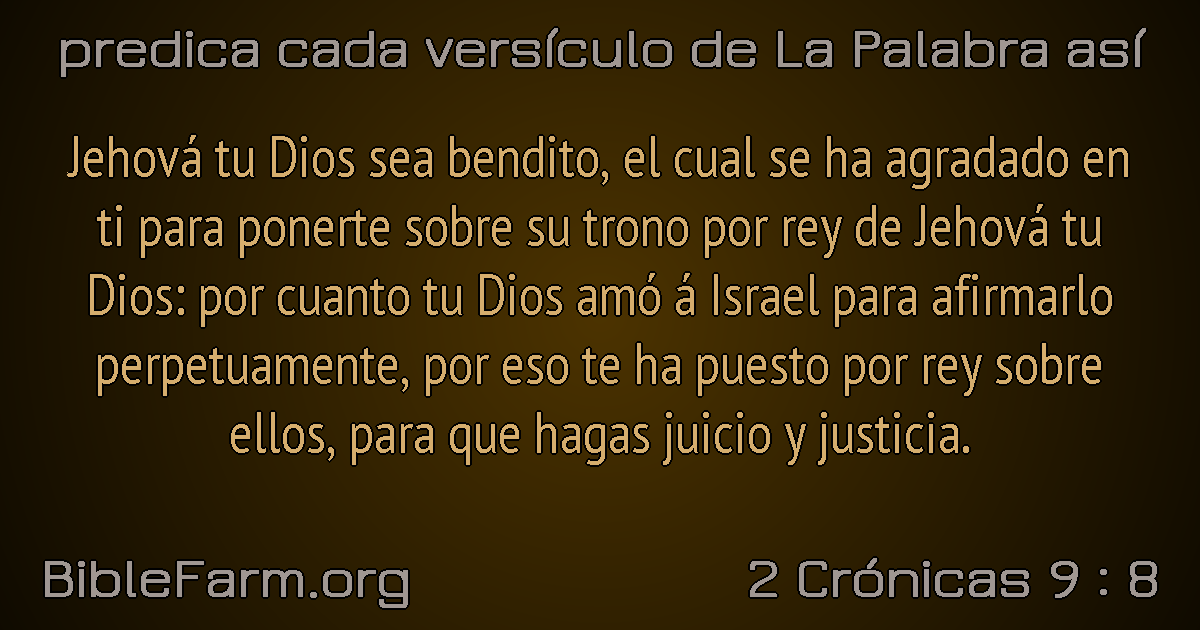 predica cada versículo de La Palabra así
Jehová tu Dios sea bendito, el cual se ha agradado en
ti para ponerte sobre su trono por rey de Jehová tu
Dios: por cuanto tu Dios amó á Israel para afirmarlo
perpetuamente, por eso te ha puesto por rey sobre
ellos, para que hagas juicio y justicia.
BibleFarm.org
2 Crónicas 9 : 8